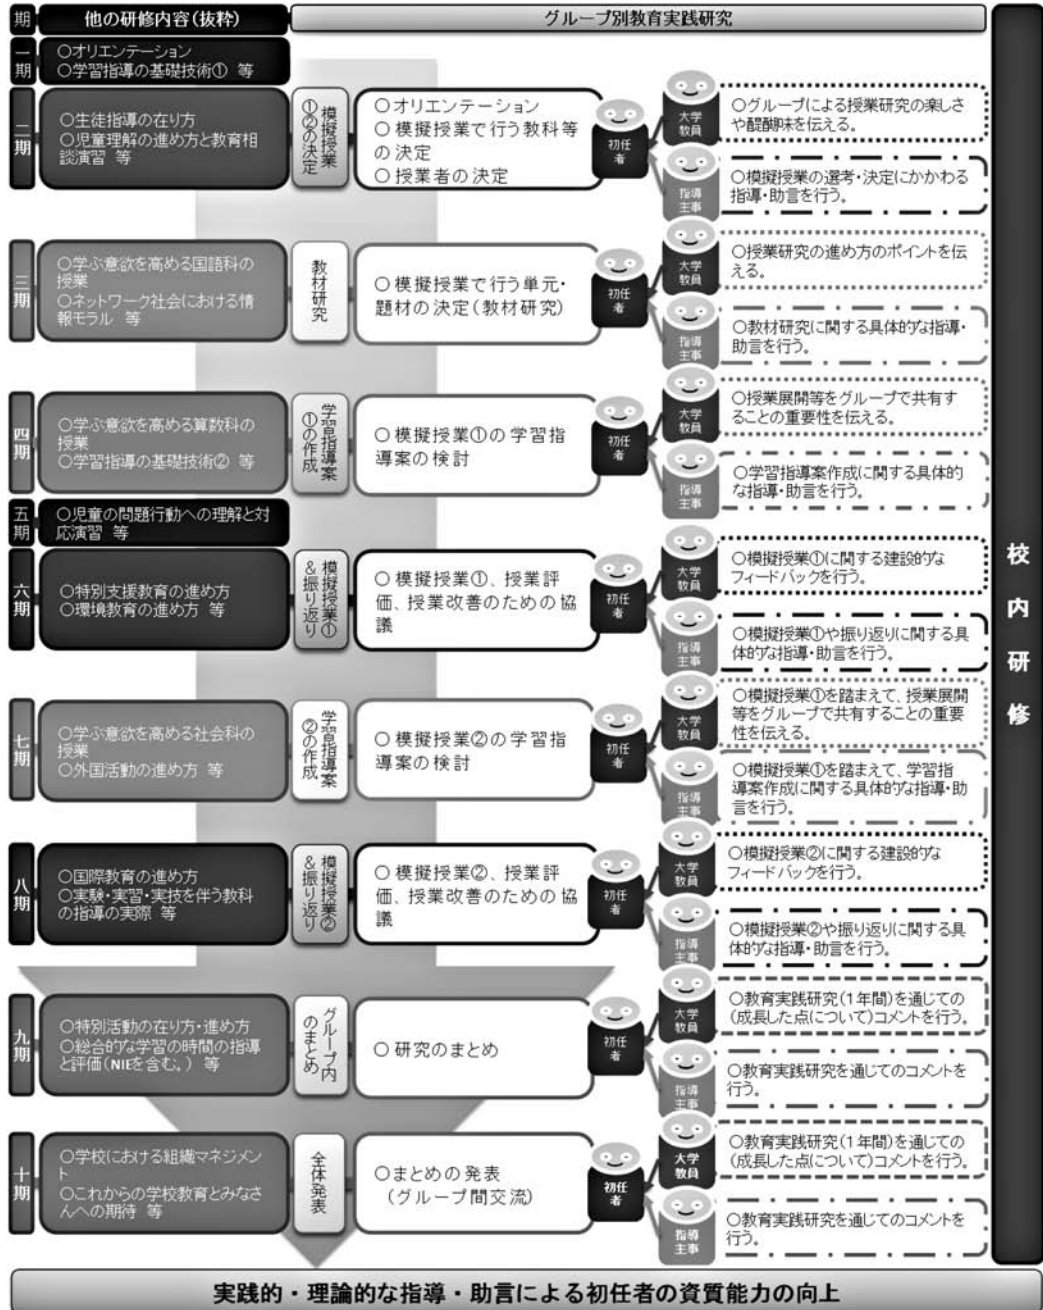 期
他の研修内容(抜粋)
グループ別教育実践研究
一期
○オリエンテーション
○学習指導の基礎技術① 等
二期
○生徒指導の在り方
○児童理解の進め方と教育相
談演習 等
模擬授業
①②の決定
○オリエンテーション
○模擬授業で行う教科等
の決定
○授業者の決定
初任者
大学教員
○グループによる授業研究の楽しさ
や醍醐味を伝える。
指導主事
○模擬授業の選考・決定にかかわる
指導・助言を行う。
三期
○学ぶ意欲を高める国語科の
授業
○ネットワーク社会における情
報モラル 等
教材研究
○模擬授業で行う単元・
題材の決定(教材研究)
初任者
大学教員
○授業研究の進め方のポイントを伝
える。
指導主事
○教材研究に関する具体的な指導・
助言を行う。
四期
○学ぶ意欲を高める算数科の
授業
○学習指導の基礎技術② 等
学習指導案
①の作成
○模擬授業①の学習指
導案の検討
初任者
大学教員
○授業展開等をグループで共有す
ることの重要性を伝える。
指導主事
○学習指導案作成に関する具体的
な指導・助言を行う。
五期
○児童の問題行動への理解と対
応演習 等
六期
○特別支援教育の進め方
○環境教育の進め方 等
模擬授業①
&振り返り
○模擬授業①、授業評
価、授業改善のための協
議
初任者
大学教員
○模擬授業①に関する建設的な
フィードバックを行う。
指導主事
○模擬授業①や振り返りに関する具
体的な指導・助言を行う。
七期
○学ぶ意欲を高める社会科の
授業
○外国活動の進め方 等
学習指導案
②の作成
○模擬授業②の学習指
導案の検討
初任者
大学教員
○模擬授業①を踏まえて、授業展開
等をグループで共有することの重要
性を伝える。
指導主事
○模擬授業①を踏まえて、学習指
導案作成に関する具体的な指導・助
言を行う。
八期
○国際教育の進め方
○実験・実習・実技を伴う教科
の指導の実際 等
模擬授業②
&振り返り
○模擬授業②、授業評
価、授業改善のための協
議
初任者
大学教員
○模擬授業②に関する建設的な
フィードバックを行う。
指導主事
○模擬授業②や振り返りに関する具
体的な指導・助言を行う。
九期
○特別活動の在り方・進め方
○総合的な学習の時間の指導
と評価(NIEを含む。) 等
グループ内
のまとめ
○研究のまとめ
初任者
大学教員
○教育実践研究(1年間)を通じての
(成長した点について)コメントを行う。
指導主事
○教育実践研究を通じてのコメントを
行う。
十期
○学校における組織マネジメン
ト
○これからの学校教育とみなさ
んへの期待 等
全体発表
○まとめの発表
(グループ間交流)
初任者
大学教員
○教育実践研究(1年間)を通じての
(成長した点について)コメントを行う。
指導主事
○教育実践研究を通じてのコメントを
行う。
校内研修
実践的・理論的な指導・助言による初任者の資質能力の向上